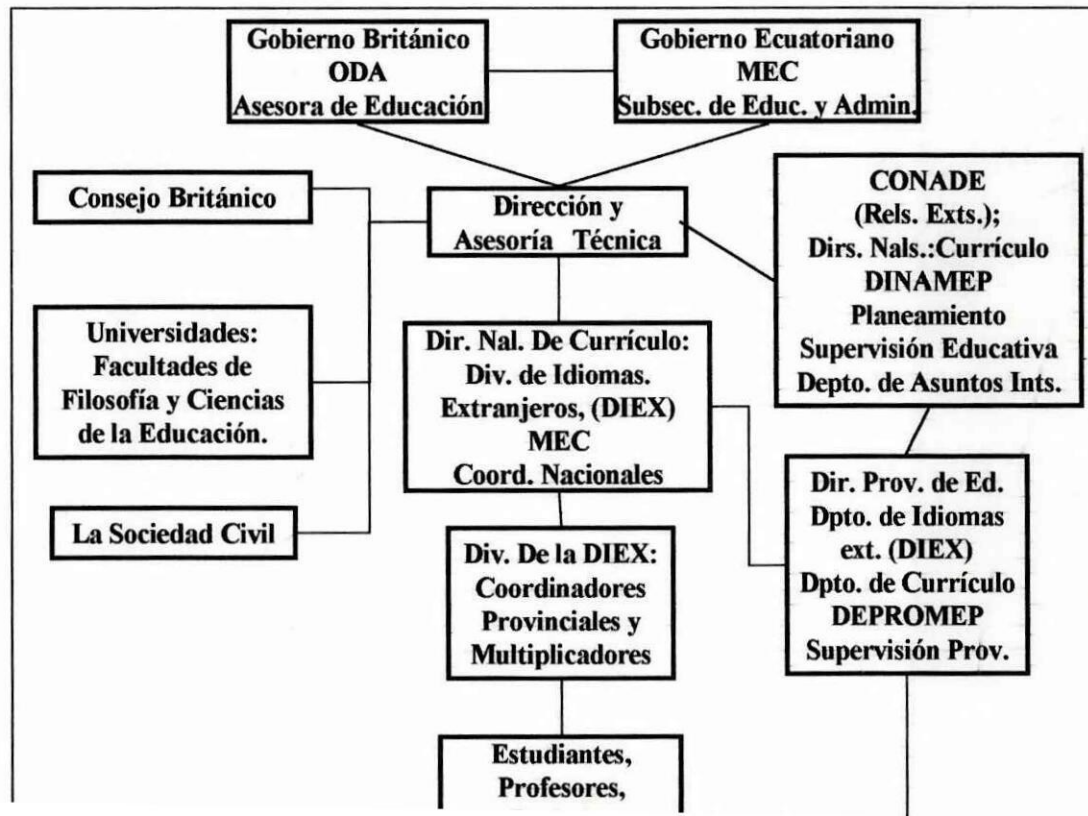 Gobierno Británico
ODA
Asesora de Educación
Gobierno Ecuatoriano
MEC
Subsec. de Educ. y Admin.
Consejo Británico
Dirección y
Asesoría Técnica
CONADE
(Rels. Exts.);
Dirs. Nals.:Currículo
DINAMEP
Planeamiento
Supervisión Educativa
Depto. de Asuntos Ints.
Universidades:
Facultades de
Filosofía y Ciencias
de la Educación.
Dir. Nal. De Currículo:
Div. de Idiomas.
Extranjeros, (DIEX)
MEC
Coord. Nacionales
Dir. Prov. de Ed.
Dpto. de Idiomas
ext. (DIEX)
Dpto. de Currículo
DEPROMEP
Supervisión Prov.
La Sociedad Civil
Div. De la DIEX:
Coordinadores
Provinciales y
Multiplicadores
Estudiantes,
Profesores,